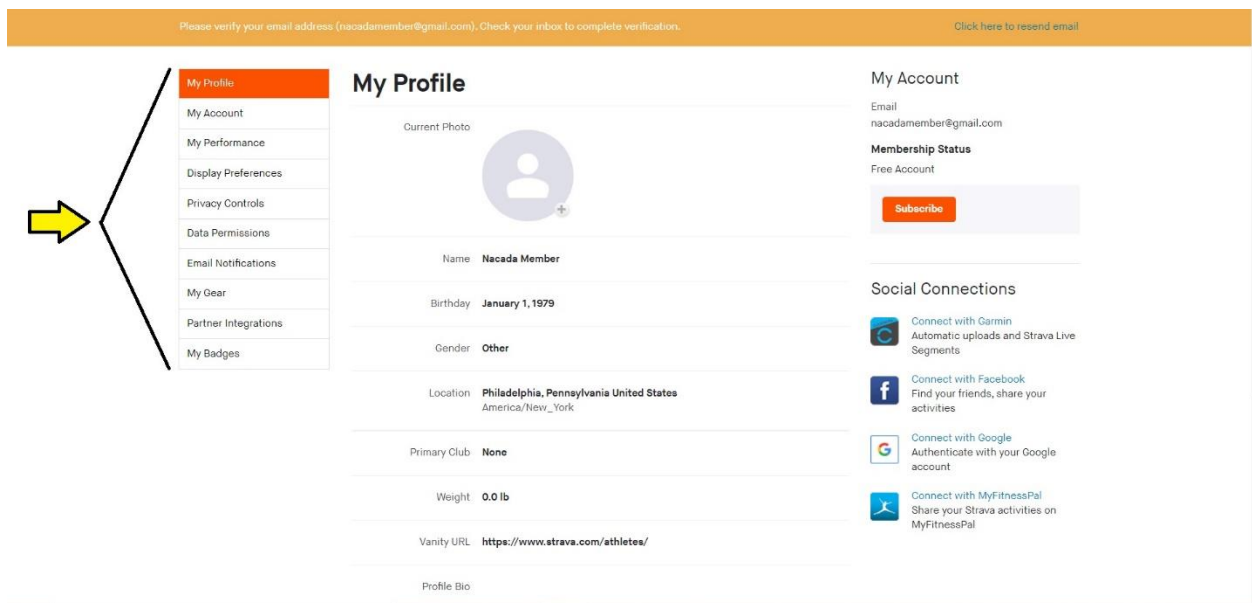 Please verify your email address (nacadamember@gmail.com). Check your inbox to complete verification.
Click here to resend email
My Profile
My Account
My Performance
Display Preferences
Privacy Controls
Data Permissions
Email Notifications
My Gear
Partner Integrations
My Badges
My Profile
Current Photo
Name Nacada Member
Birthday January 1, 1979
Gender Other
Location Philadelphia, Pennsylvania United States
America/New_York
Primary Club None
Weight 0.0 lb
Vanity URL https://www.strava.com/athletes/
Profile Bio
My Account
Email
nacadamember@gmail.com
Membership Status
Free Account
Subscribe
Social Connections
Connect with Garmin
Automatic uploads and Strava Live
Segments
Connect with Facebook
Find your friends, share your
activities
Connect with Google
Authenticate with your Google
account
Connect with MyFitnessPal
Share your Strava activities on
MyFitnessPal